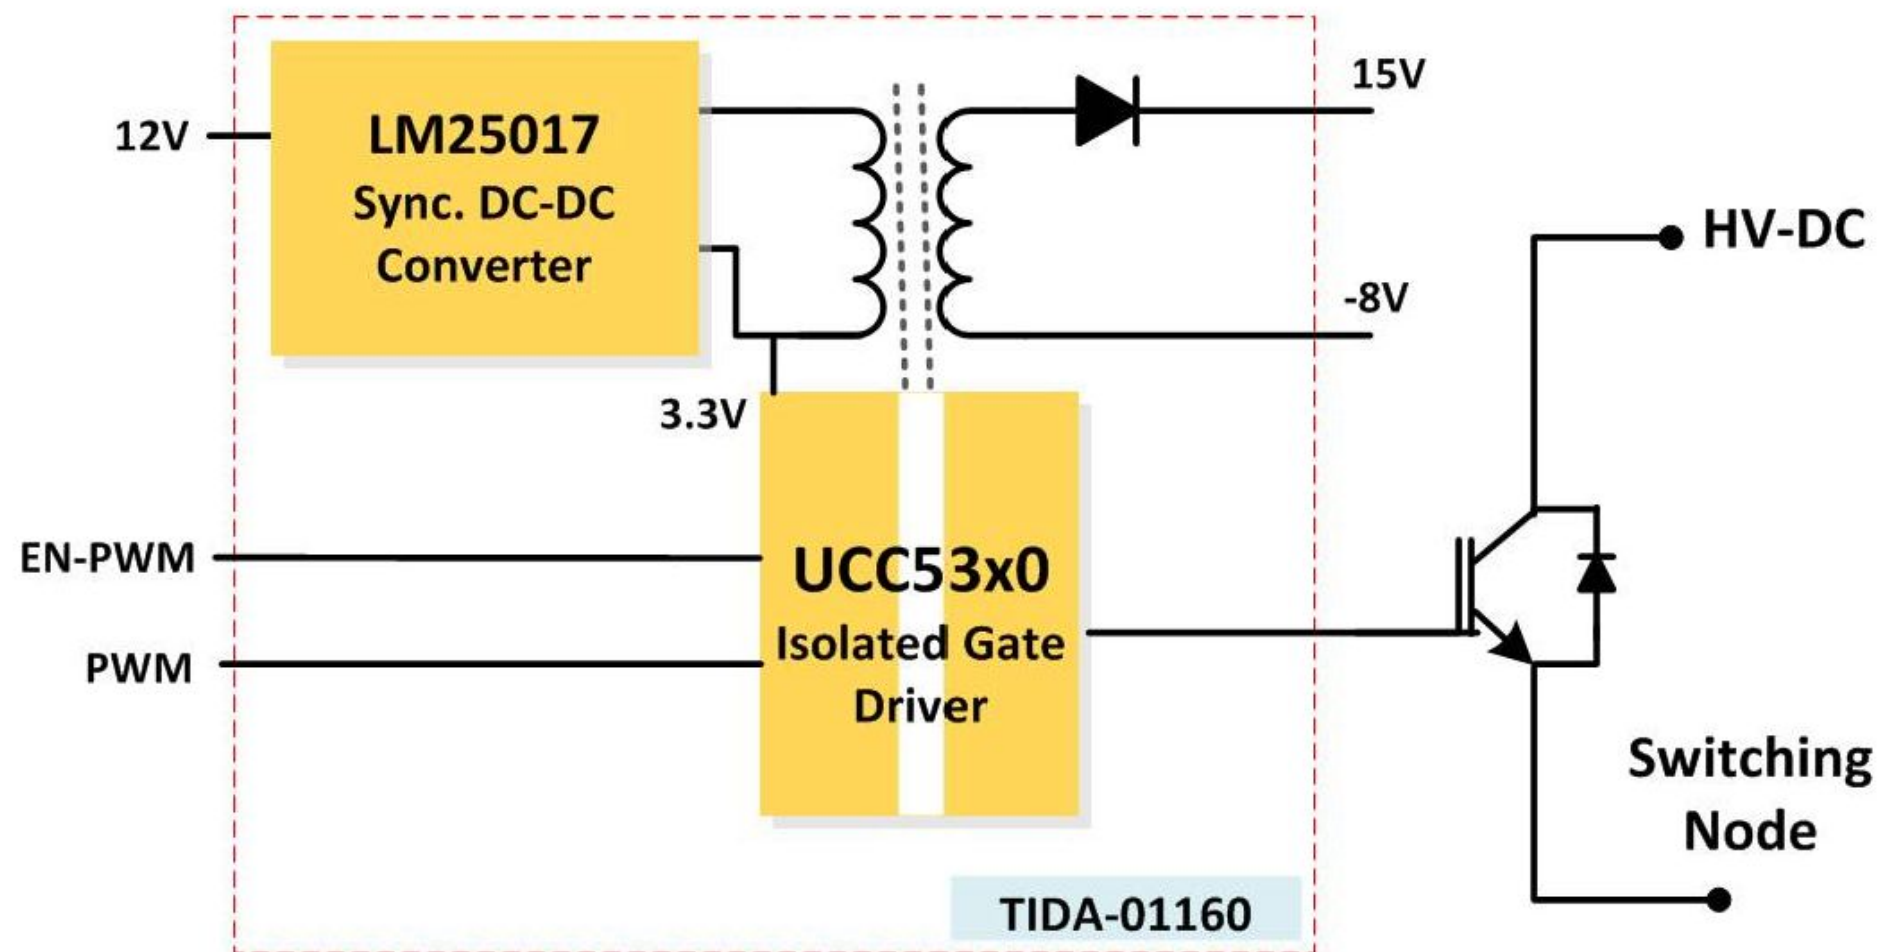 12V
LM25017
Sync. DC-DC
Converter
15V
-8V
HV-DC
3.3V
EN-PWM
PWM
UCC53x0
Isolated Gate
Driver
Switching
Node
TIDA-01160